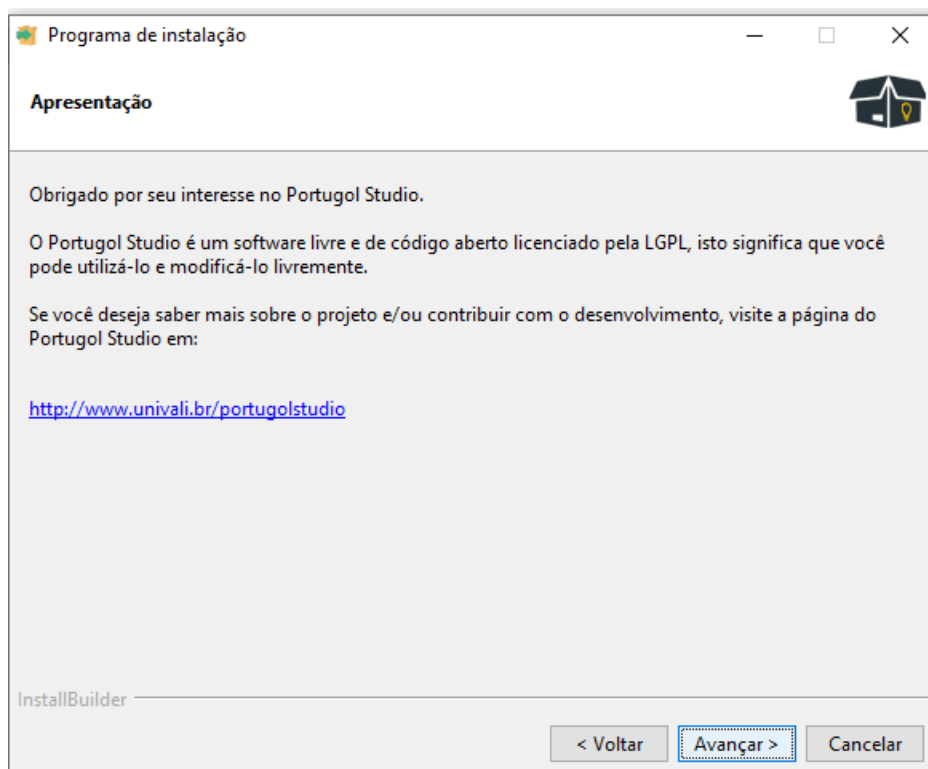 Programa de instalação
Apresentação
Obrigado por seu interesse no Portugol Studio.
O Portugol Studio é um software livre e de código aberto licenciado pela LGPL, isto significa que você
pode utilizá-lo e modificá-lo livremente.
Se você deseja saber mais sobre o projeto e/ou contribuir com o desenvolvimento, visite a página do
Portugol Studio em:
http://www.univali.br/portugolstudio
InstallBuilder
< Voltar
Avançar >
Cancelar